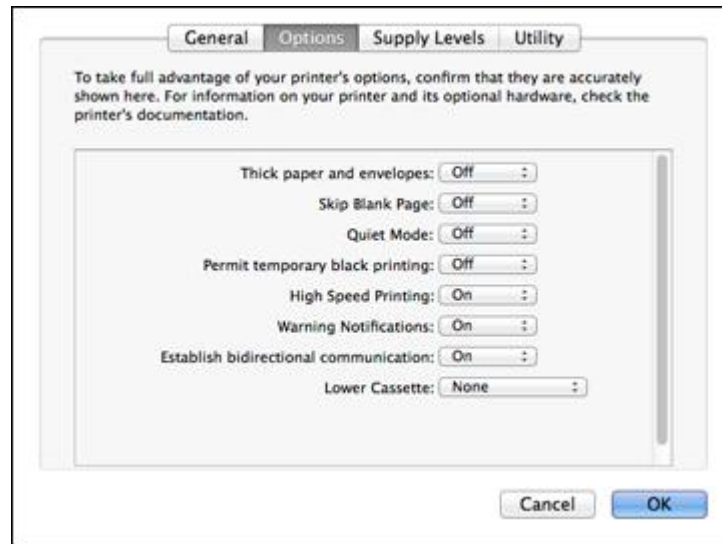 General Options Supply Levels Utility
To take full advantage of your printer's options, confirm that they are accurately
shown here. For information on your printer and its optional hardware, check the
printer's documentation.
Thick paper and envelopes: Off
Skip Blank Page: Off
Quiet Mode: Off
Permit temporary black printing: Off
High Speed Printing: On
Warning Notifications: On
Establish bidirectional communication: On
Lower Cassette: None
Cancel OK